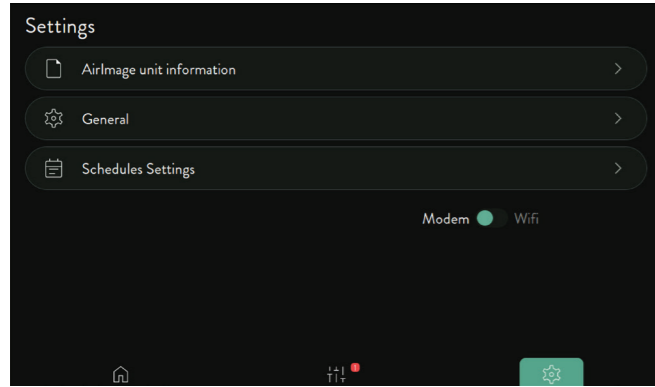 Settings
AirImage unit information
General
Schedules Settings
Modem Wifi